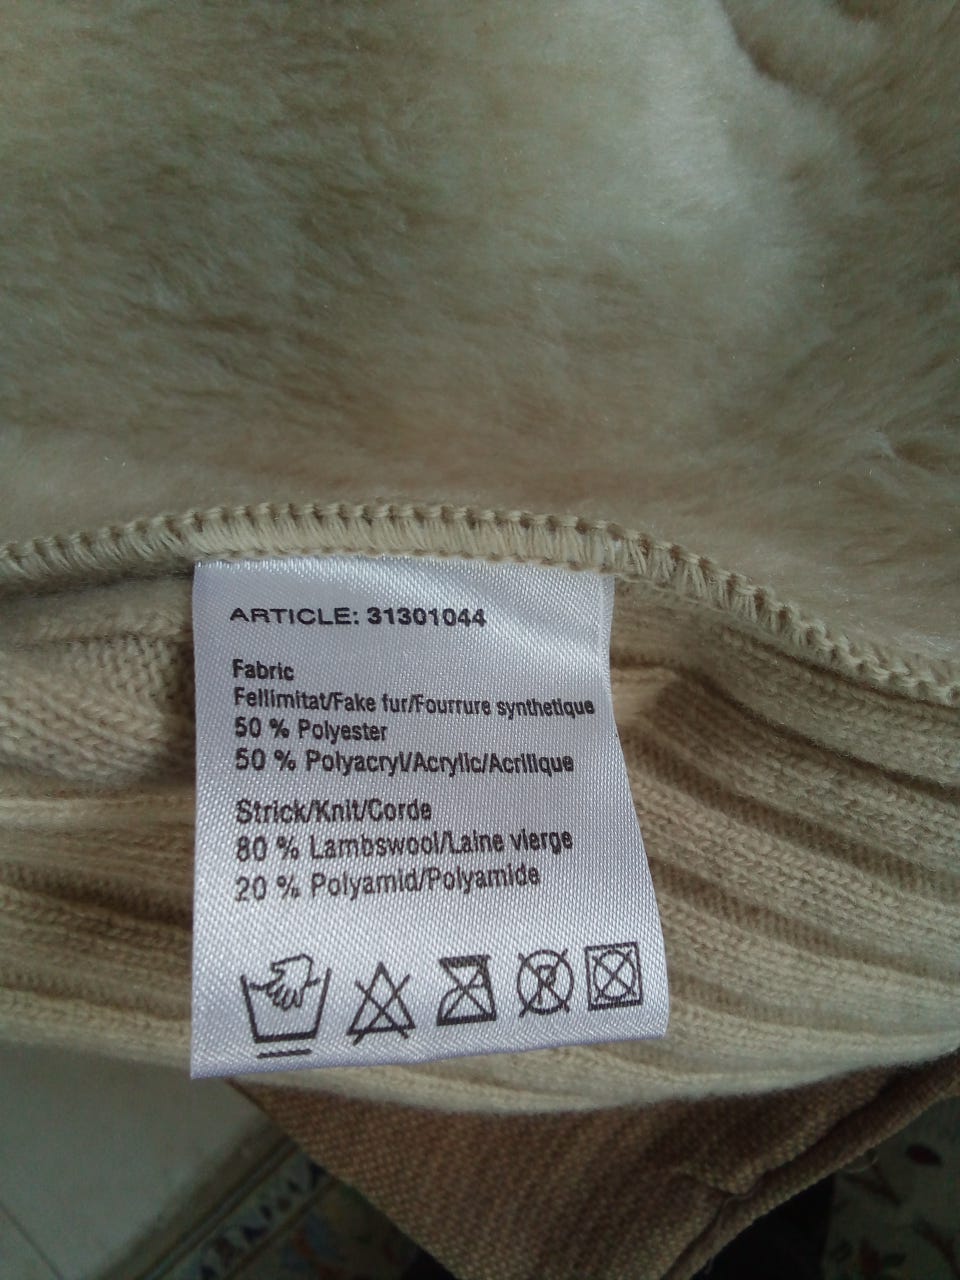 ARTICLE: 31301044
Fabric
Fellimitat/Fake fur/Fourrure synthetique
50 % Polyester
50 % Polyacryl/Acrylic/Acrilique
Strick/Knit/Corde
80 % Lambswool/Laine vierge
20 % Polyamid/Polyamide